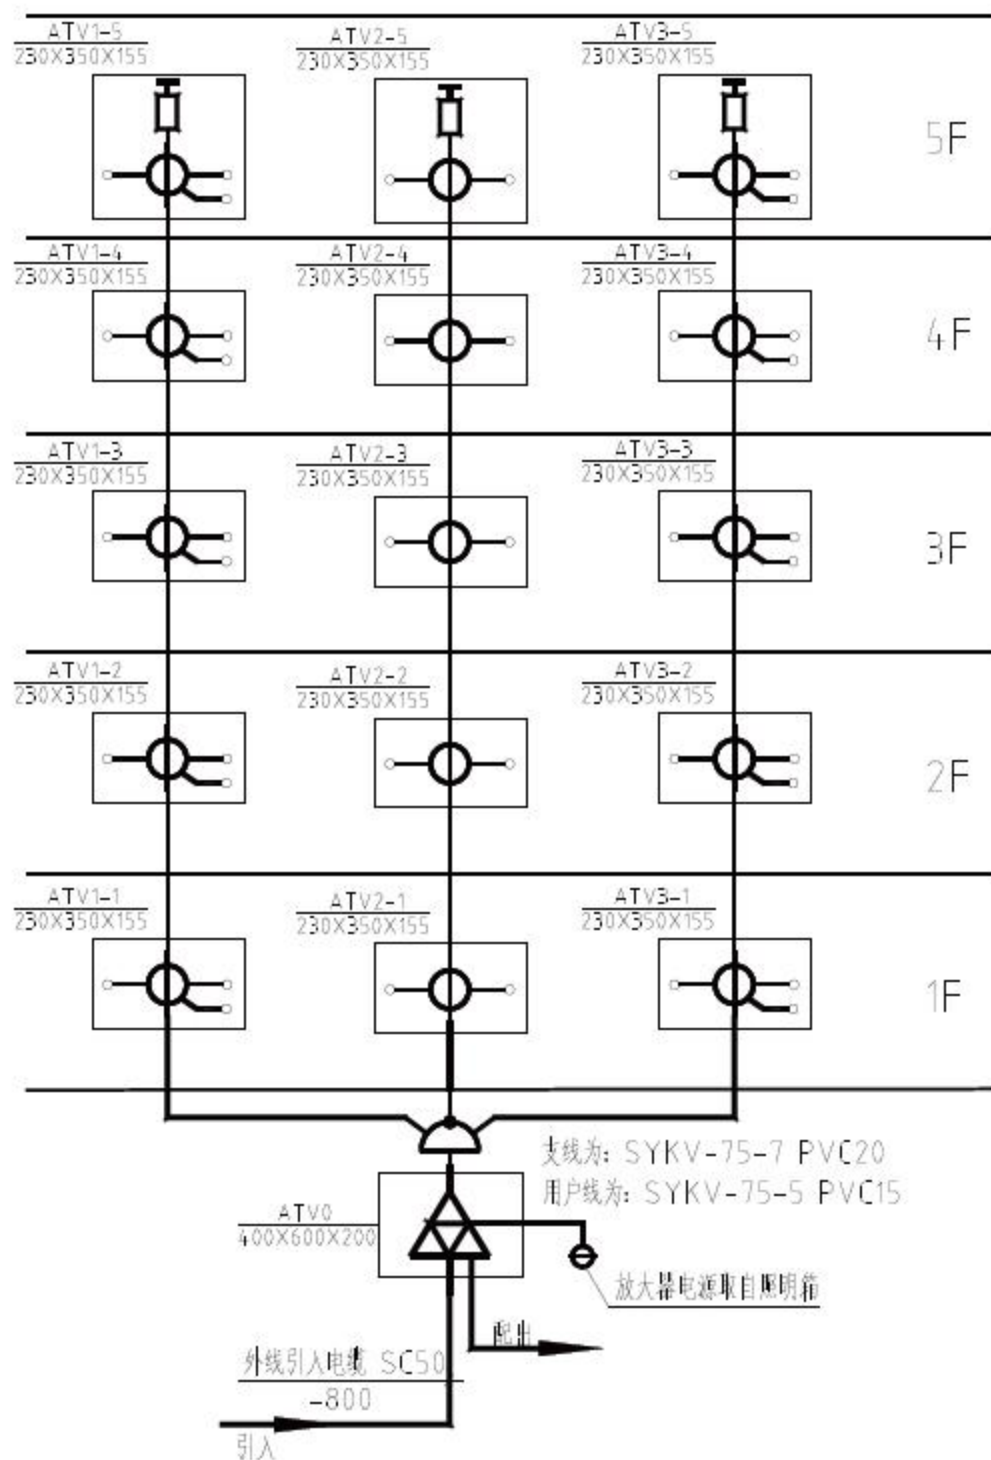 ATV1-5
230X350X155
ATV2-5
230X350X155
ATV3-5
230X350X155
5F
ATV1-4
230X350X155
ATV2-4
230X350X155
ATV3-4
230X350X155
4F
ATV1-3
230X350X155
ATV2-3
230X350X155
ATV3-3
230X350X155
3F
ATV1-2
230X350X155
ATV2-2
230X350X155
ATV3-2
230X350X155
2F
ATV1-1
230X350X155
ATV2-1
230X350X155
ATV3-1
230X350X155
1F
支线为: SYKV-75-7 PVC20
用户线为: SYKV-75-5 PVC15
ATV0
400X600X200
放大器电源取自照明箱
配出
外线引入电缆 SC50
-800
引入